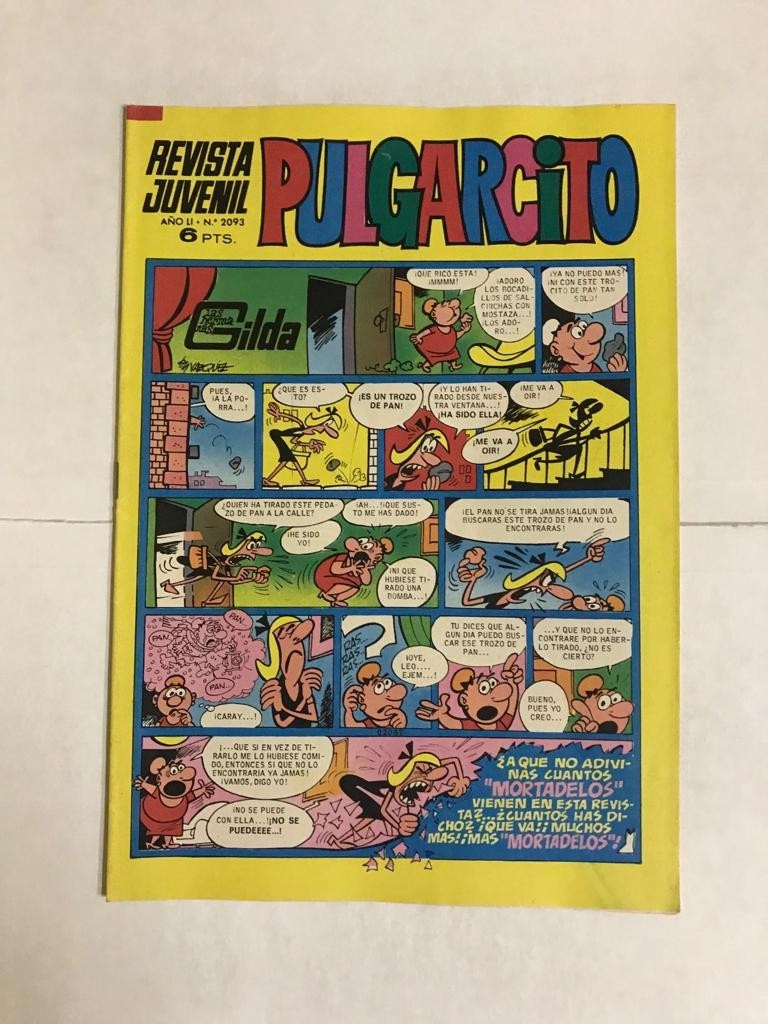 REVISTA
JUVENIL
AÑO LI - N.º 2093
6 PTS.
PULGARCITO
las
herma
nas
Gilda
by VAZQUEZ
¡QUE RICO ESTA!
¡MMMM!
¡ADORO
LOS BOCADI-
LLOS DE SAL-
CHICHAS CON
MOSTAZA...!
¡LOS ADO-
RO...!
¡YA NO PUEDO MAS!
¡NI CON ESTE TRO-
CITO DE PAN TAN
SOLO!
PUES,
¡A LA PO-
RRA...!
¿QUE ES ES-
TO?
¡ES UN TROZO
DE PAN!
¡Y LO HAN TI-
RADO DESDE NUES-
TRA VENTANA...!
¡HA SIDO ELLA!
¡ME VA A
OIR!
¡ME VA A
OIR!
¿QUIEN HA TIRADO ESTE PEDA-
ZO DE PAN A LA CALLE?
¡HE SIDO
YO!
¡AH...!¡QUE SUS-
TO ME HAS DADO!
¡NI QUE
HUBIESE TI-
RADO UNA
BOMBA...!
¡EL PAN NO SE TIRA JAMAS!¡ALGUN DIA
BUSCARAS ESTE TROZO DE PAN Y NO LO
ENCONTRARAS!
PAN..
PAN..
PAN..
¡CARAY...!
RAS...
RAS...
RAS...
¡OYE,
LEO....
EJEM...!
TU DICES QUE AL-
GUN DIA PUEDO BUS-
CAR ESE TROZO DE
PAN...
...Y QUE NO LO EN-
CONTRARE POR HABER-
LO TIRADO, ¿NO ES
CIERTO?
BUENO,
PUES YO
CREO...
¡...QUE SI EN VEZ DE TI-
RARLO ME LO HUBIESE COMI-
DO, ENTONCES SI QUE NO LO
ENCONTRARIA YA JAMAS!
¡VAMOS, DIGO YO!
¡NO SE PUEDE
CON ELLA...!¡NO SE
PUEDEEEE...!
¿A QUE NO ADIVI-
NAS CUANTOS
"MORTADELOS"
VIENEN EN ESTA REVIS-
TA?...¿CUANTOS HAS DI-
CHO? ¡QUE VA!¡MUCHOS
MAS!¡MAS "MORTADELOS"!